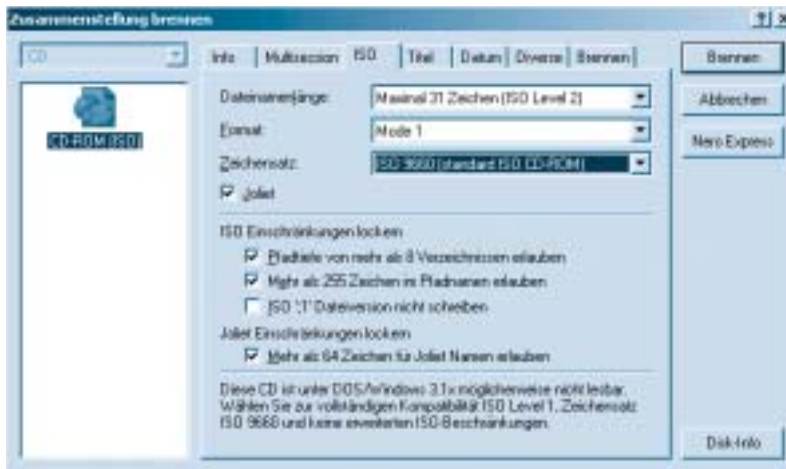 Zusammenstellung brennen
CD
CD-ROM (ISO)
Info Multisession ISO Titel Datum Diverse Brennen
Dateinamenlänge: Maximal 31 Zeichen (ISO Level 2)
Format: Mode 1
Zeichensatz: ISO 9660 (standard ISO CD-ROM)
Joliet
ISO Einschränkungen lockern
Pfadtiefe von mehr als 8 Verzeichnissen erlauben
Mehr als 255 Zeichen im Pfadnamen erlauben
ISO ';1' Dateiversion nicht schreiben
Joliet Einschränkungen lockern
Mehr als 64 Zeichen für Joliet Namen erlauben
Diese CD ist unter DOS/Windows 3.1x möglicherweise nicht lesbar.
Wählen Sie zur vollständigen Kompatibilität ISO Level 1, Zeichensatz
ISO 9660 und keine erweiterten ISO-Beschränkungen.
Brennen
Abbrechen
Nero Express
Disk-Info